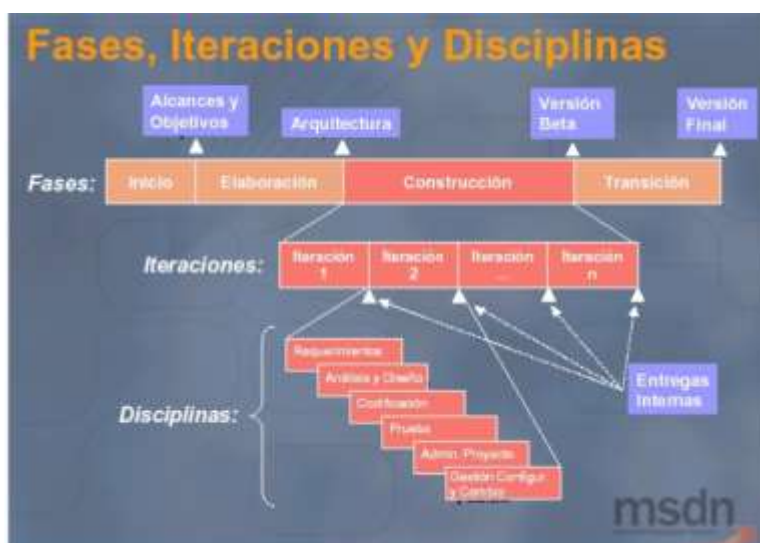 Fases, Iteraciones y Disciplinas
Alcances y
Objetivos
Arquitectura
Versión
Beta
Versión
Final
Fases:
Inicio
Elaboración
Construcción
Transición
Iteraciones:
Iteración
1
Iteración
2
Iteración
...
Iteración
n
Disciplinas:
Requerimientos
Análisis y Diseño
Codificación
Prueba
Admin. Proyecto
Gestión Configur.
y Cambio
Entregas
Internas
msdn